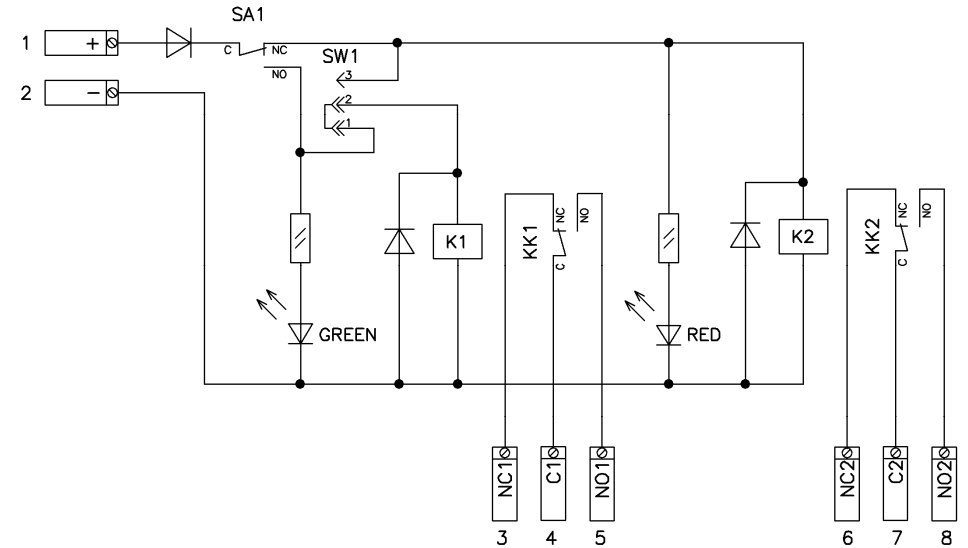 SA1
1 +
C NC
NO
SW1
3
2 −
2
1
K1
KK1
NC
NO
C
K2
KK2
NC
NO
C
GREEN
RED
NC1
C1
NO1
NC2
C2
NO2
3 4 5 6 7 8